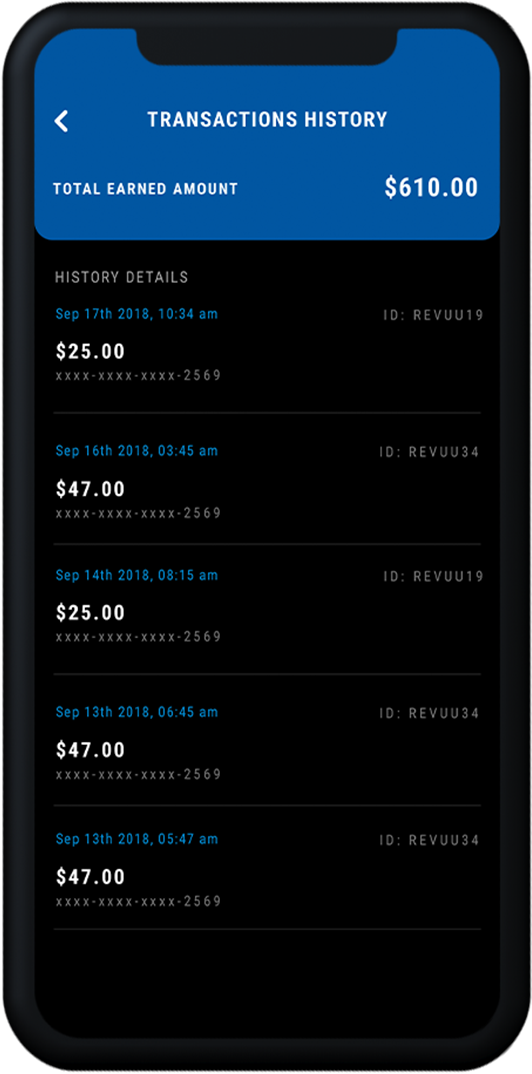 TRANSACTIONS HISTORY
TOTAL EARNED AMOUNT $610.00
HISTORY DETAILS
Sep 17th 2018, 10:34 am ID: REVUU19
$25.00
xxxx-xxxx-xxxx-2569
Sep 16th 2018, 03:45 am ID: REVUU34
$47.00
xxxx-xxxx-xxxx-2569
Sep 14th 2018, 08:15 am ID: REVUU19
$25.00
xxxx-xxxx-xxxx-2569
Sep 13th 2018, 06:45 am ID: REVUU34
$47.00
xxxx-xxxx-xxxx-2569
Sep 13th 2018, 05:47 am ID: REVUU34
$47.00
xxxx-xxxx-xxxx-2569